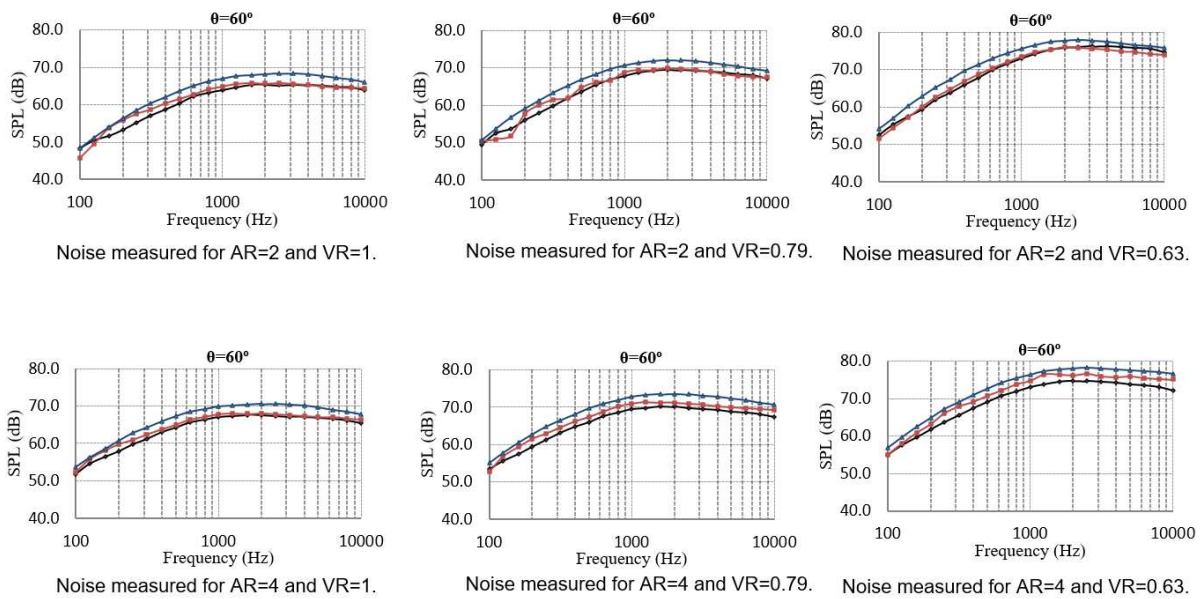 θ=60º
80.0
70.0
60.0
50.0
40.0
SPL (dB)
100 1000 10000
Frequency (Hz)
Noise measured for AR=2 and VR=1.
θ=60º
80.0
70.0
60.0
50.0
40.0
SPL (dB)
100 1000 10000
Frequency (Hz)
Noise measured for AR=2 and VR=0.79.
θ=60º
80.0
70.0
60.0
50.0
40.0
SPL (dB)
100 1000 10000
Frequency (Hz)
Noise measured for AR=2 and VR=0.63.
θ=60º
80.0
70.0
60.0
50.0
40.0
SPL (dB)
100 1000 10000
Frequency (Hz)
Noise measured for AR=4 and VR=1.
θ=60º
80.0
70.0
60.0
50.0
40.0
SPL (dB)
100 1000 10000
Frequency (Hz)
Noise measured for AR=4 and VR=0.79.
θ=60º
80.0
70.0
60.0
50.0
40.0
SPL (dB)
100 1000 10000
Frequency (Hz)
Noise measured for AR=4 and VR=0.63.